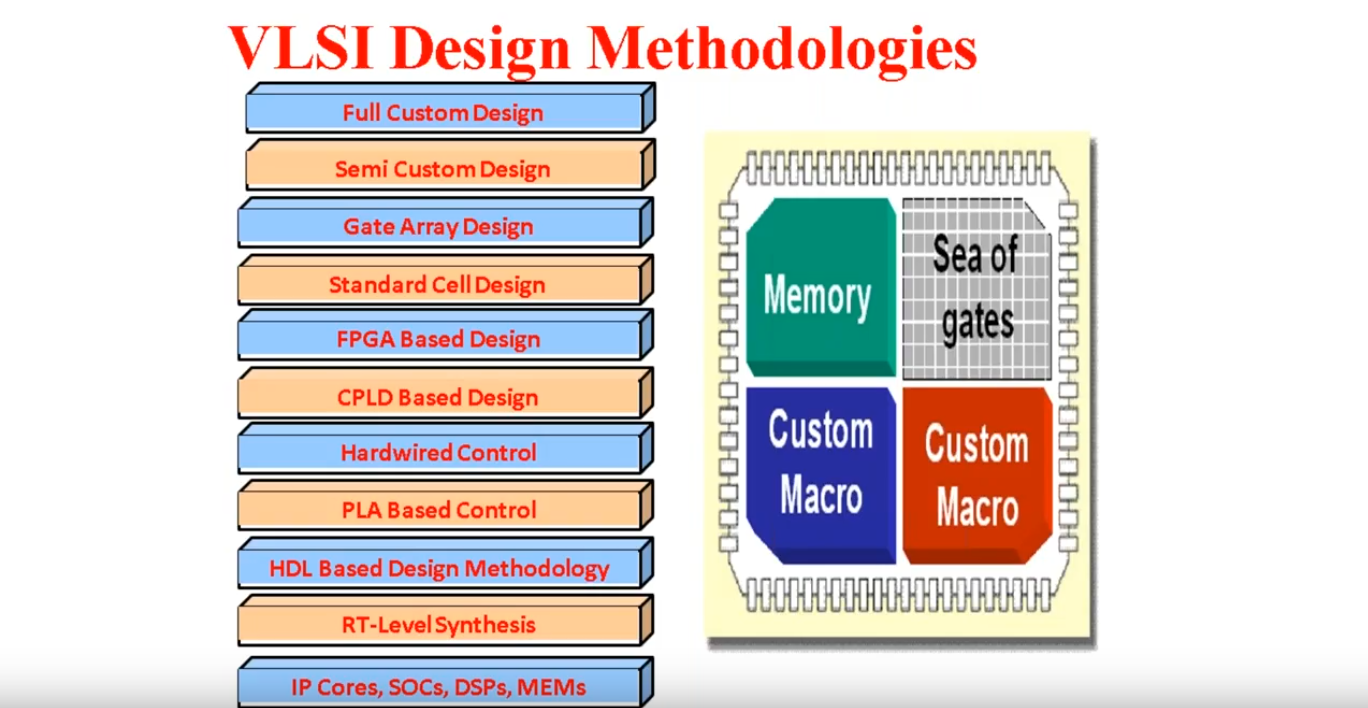 VLSI Design Methodologies
Full Custom Design
Semi Custom Design
Gate Array Design
Standard Cell Design
FPGA Based Design
CPLD Based Design
Hardwired Control
PLA Based Control
HDL Based Design Methodology
RT-Level Synthesis
IP Cores, SOCs, DSPs, MEMs
Memory
Sea of
gates
Custom
Macro
Custom
Macro